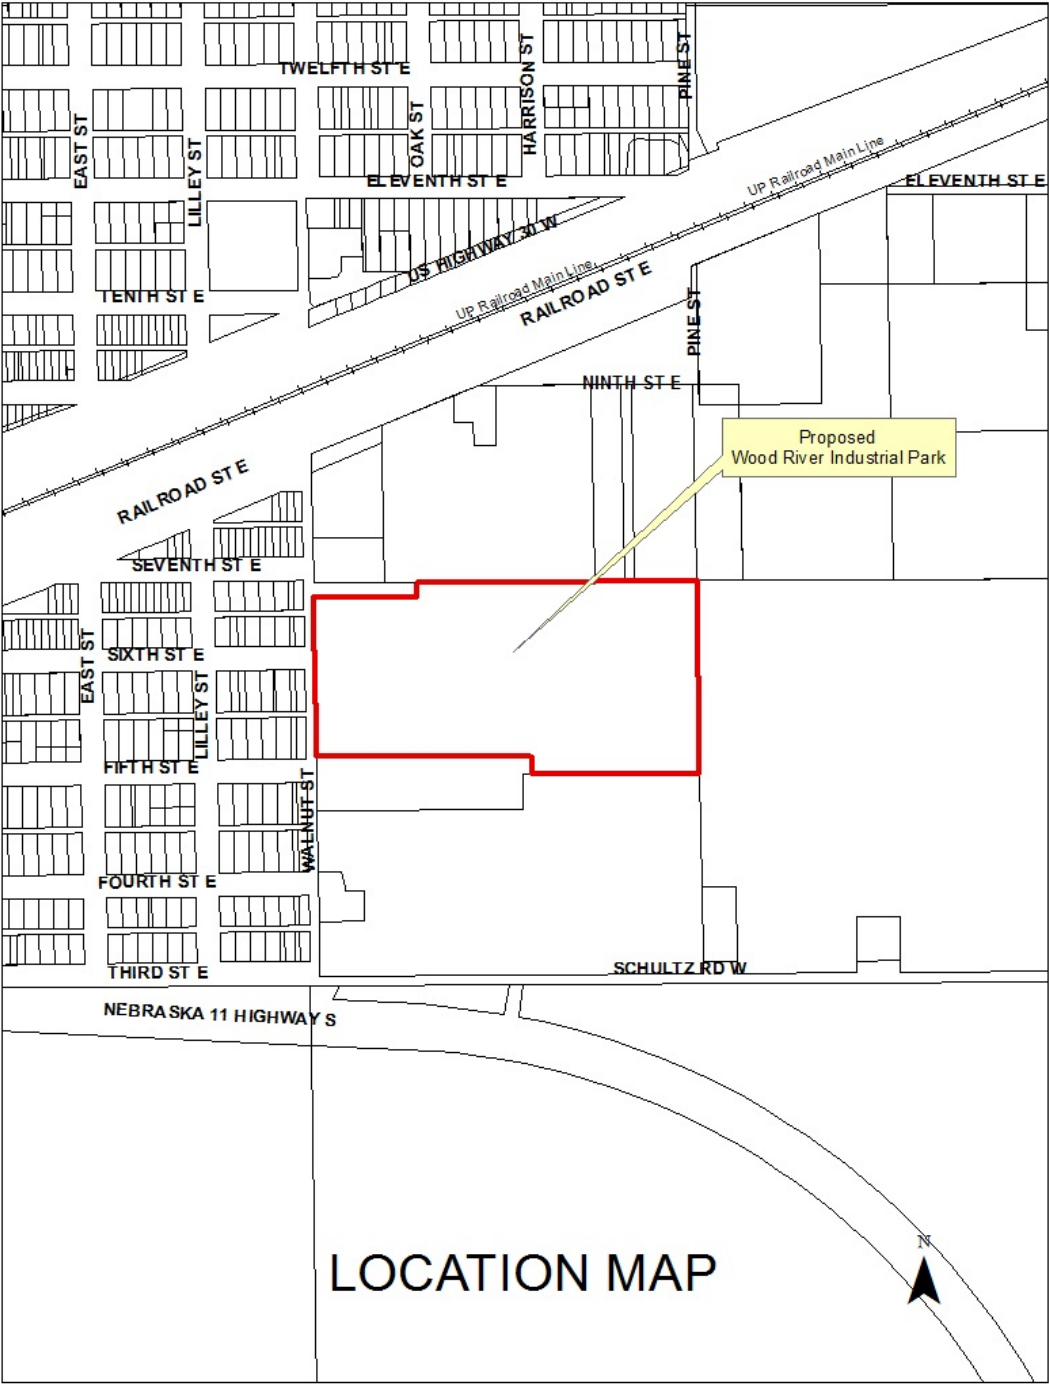 TWELFTH ST E
HARRISON ST
PINE ST
EAST ST
OAK ST
LILLEY ST
UP Railroad Main Line
ELEVENTH ST E
ELEVENTH ST E
US HIGHWAY 30 W
UP Railroad Main Line
RAILROAD ST E
TENTH ST E
PINE ST
NINTH ST E
Proposed
Wood River Industrial Park
RAILROAD ST E
SEVENTH ST E
EAST ST
SIXTH ST E
LILLEY ST
FIFTH ST E
WALNUT ST
FOURTH ST E
THIRD ST E
SCHULTZ RD W
NEBRASKA 11 HIGHWAY S
N
LOCATION MAP